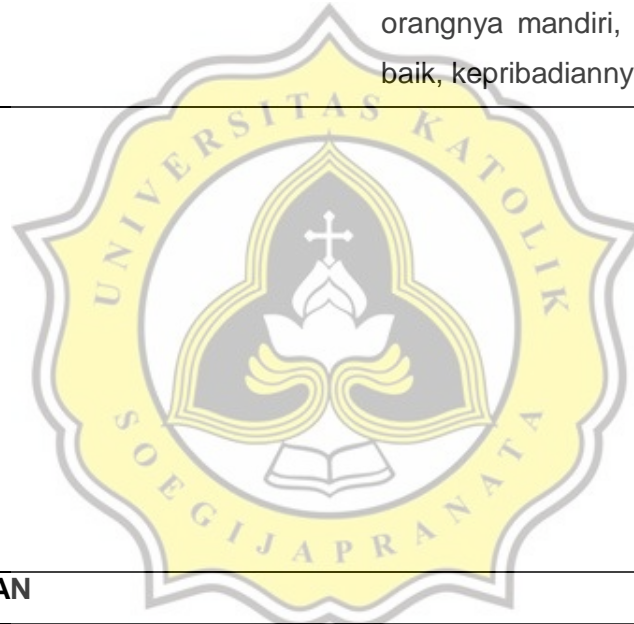 orangnya mandiri,
baik, kepribadianny
UNIVERSITAS KATOLIK
SOEGIJAPRANATA
AN